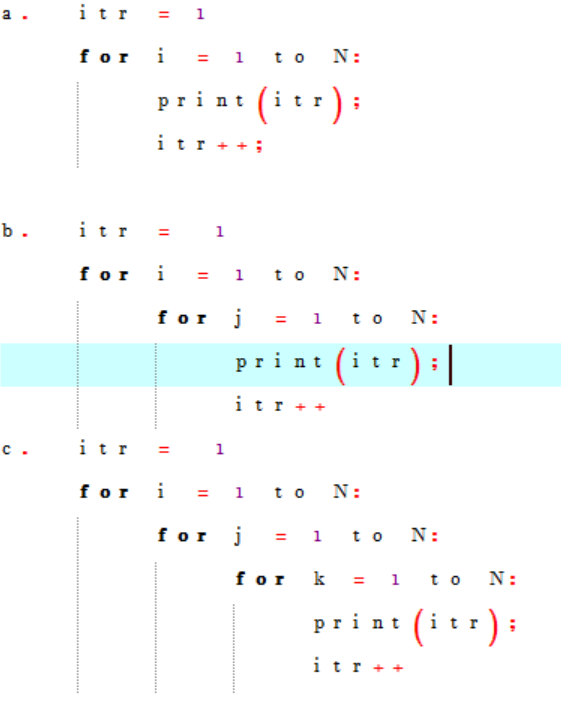 a. itr = 1
for i = 1 to N:
print(itr);
itr++;
b. itr = 1
for i = 1 to N:
for j = 1 to N:
print(itr);
itr++
c. itr = 1
for i = 1 to N:
for j = 1 to N:
for k = 1 to N:
print(itr);
itr++